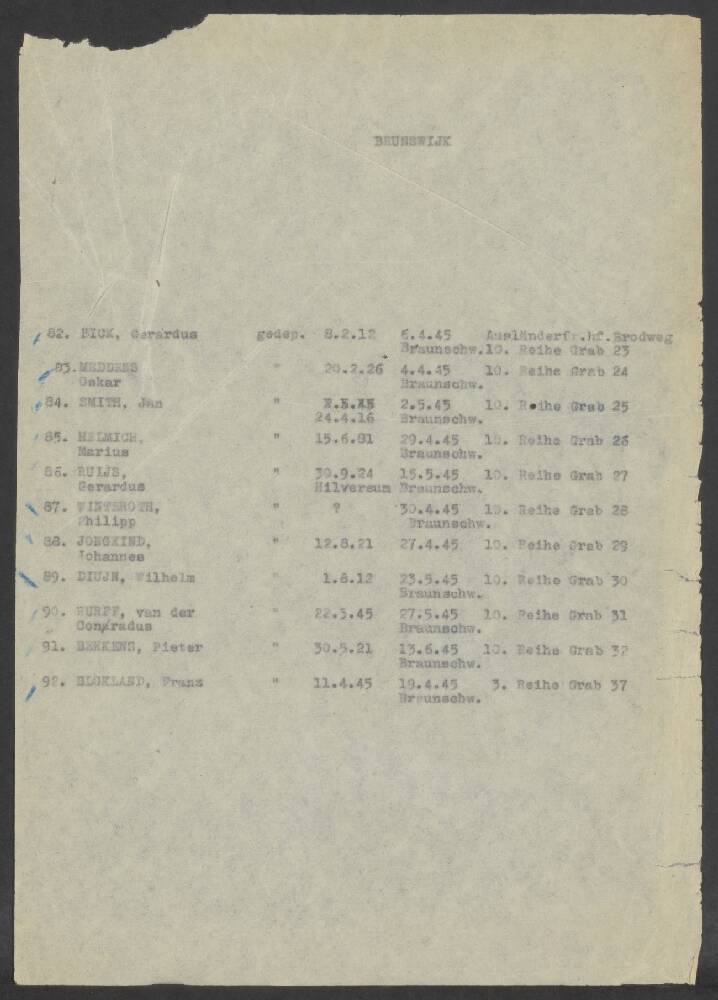 BRUNSWIJK
82. BICK, Gerardus gedep. 8.2.12 6.4.45 Ausländerfr.hf.Brodweg
Braunschw. 10. Reihe Grab 23
83. MEDDENS " 20.2.26 4.4.45 10. Reihe Grab 24
Oskar Braunschw.
84. SMITH, Jan " 2.5.45 10. Reihe Grab 25
24.4.16 Braunschw.
85. HELMICH, " 15.6.81 29.4.45 10. Reihe Grab 26
Marius Braunschw.
86. RUIJS, " 30.9.24 15.5.45 10. Reihe Grab 27
Gerardus Hilversum Braunschw.
87. WINTEROTH, " ? 30.4.45 10. Reihe Grab 28
Philipp Braunschw.
88. JONGKIND, " 12.8.21 27.4.45 10. Reihe Grab 29
Johannes
89. DIUJN, Wilhelm " 1.8.12 23.5.45 10. Reihe Grab 30
Braunschw.
90. van der " 22.3.45 27.5.45 10. Reihe Grab 31
Conradus Braunschw.
91. BEKKENS, Pieter " 30.5.21 13.6.45 10. Reihe Grab 32
Braunschw.
92. BLOKLAND, Franz " 11.4.45 19.4.45 3. Reihe Grab 37
Braunschw.